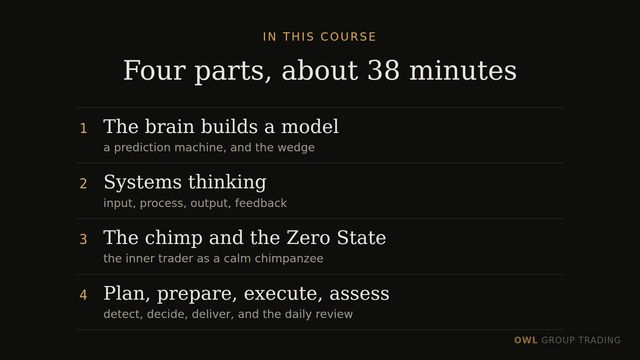 IN THIS COURSE
Four parts, about 38 minutes
1 The brain builds a model
a prediction machine, and the wedge
2 Systems thinking
input, process, output, feedback
3 The chimp and the Zero State
the inner trader as a calm chimpanzee
4 Plan, prepare, execute, assess
detect, decide, deliver, and the daily review
OWL GROUP TRADING